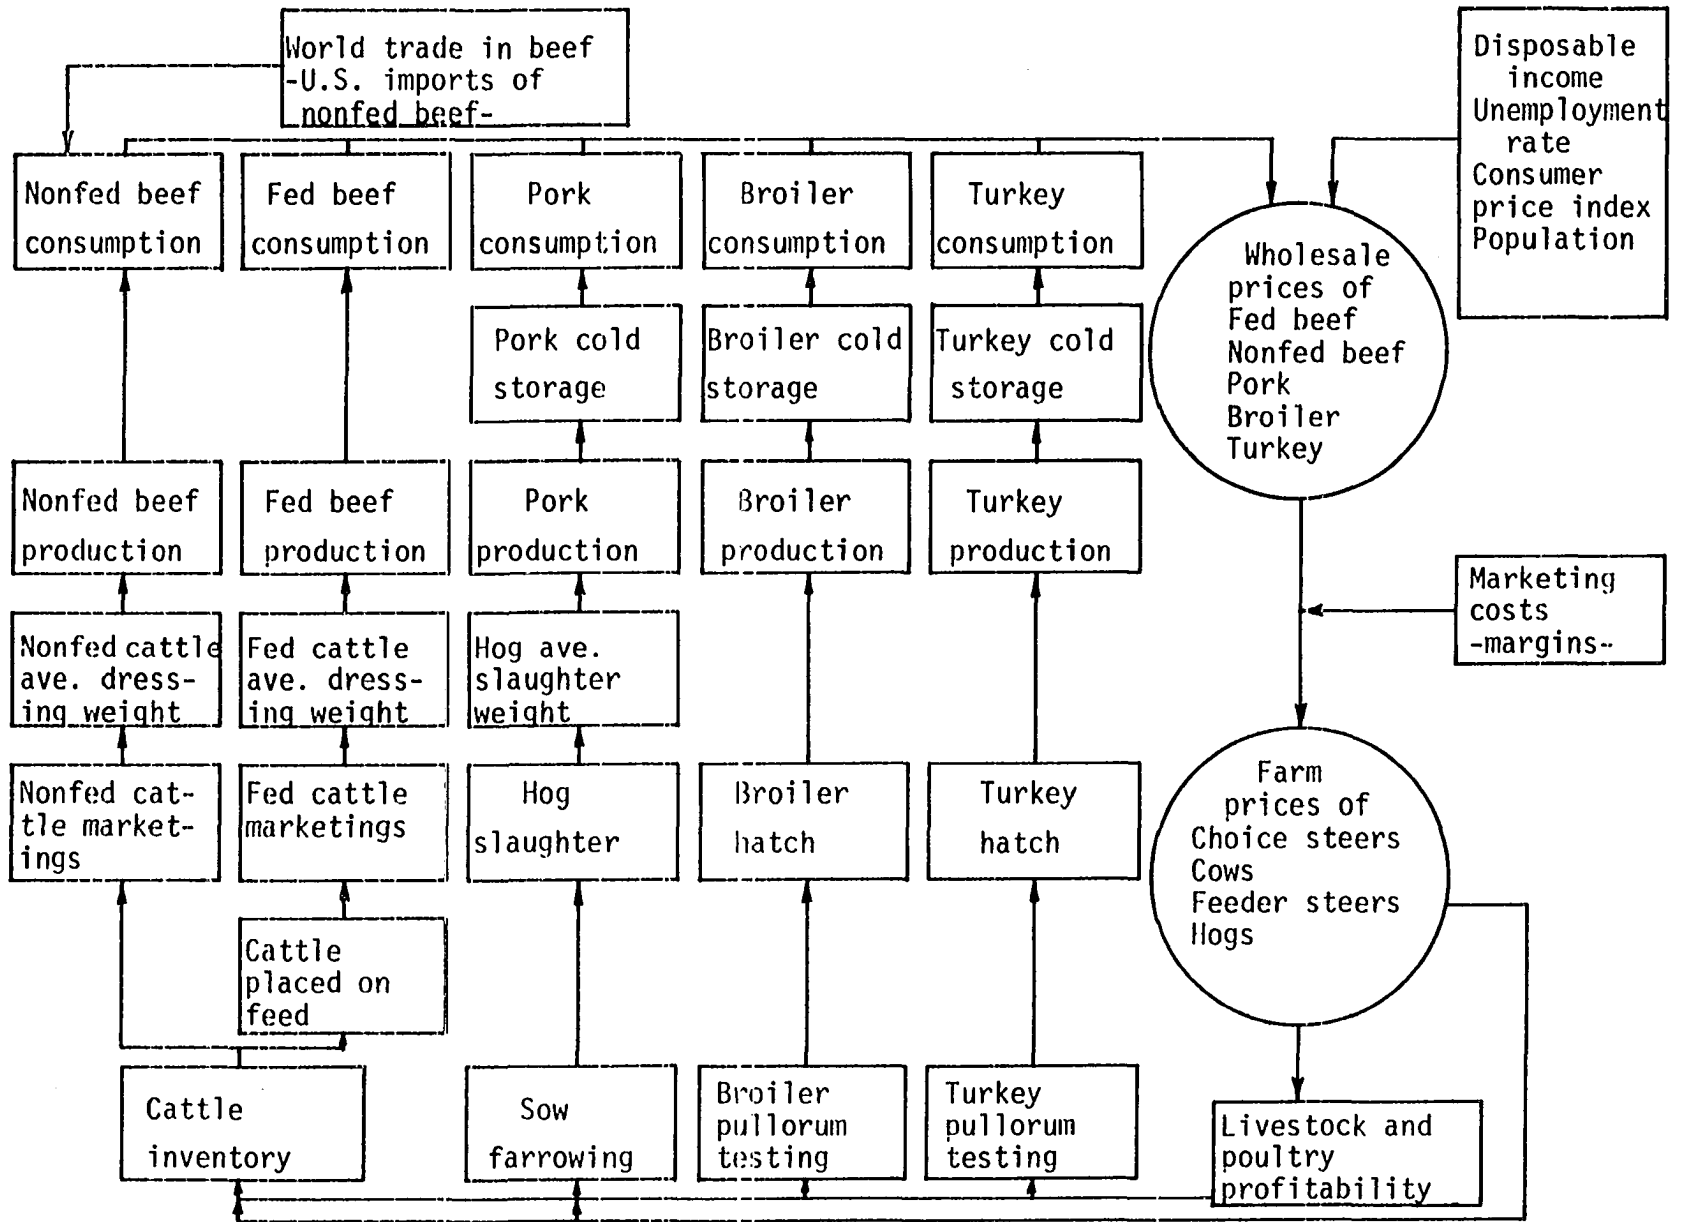 World trade in beef
-U.S. imports of
nonfed beef-
Disposable
income
Unemployment
rate
Consumer
price index
Population
Nonfed beef
consumption
Fed beef
consumption
Pork
consumption
Broiler
consumption
Turkey
consumption
Wholesale
prices of
Fed beef
Nonfed beef
Pork
Broiler
Turkey
Pork cold
storage
Broiler cold
storage
Turkey cold
storage
Nonfed beef
production
Fed beef
production
Pork
production
Broiler
production
Turkey
production
Marketing
costs
-margins-
Nonfed cattle
ave. dress-
ing weight
Fed cattle
ave. dress-
ing weight
Hog ave.
slaughter
weight
Nonfed cat-
tle market-
ings
Fed cattle
marketings
Hog
slaughter
Broiler
hatch
Turkey
hatch
Farm
prices of
Choice steers
Cows
Feeder steers
Hogs
Cattle
placed on
feed
Cattle
inventory
Sow
farrowing
Broiler
pullorum
testing
Turkey
pullorum
testing
Livestock and
poultry
profitability